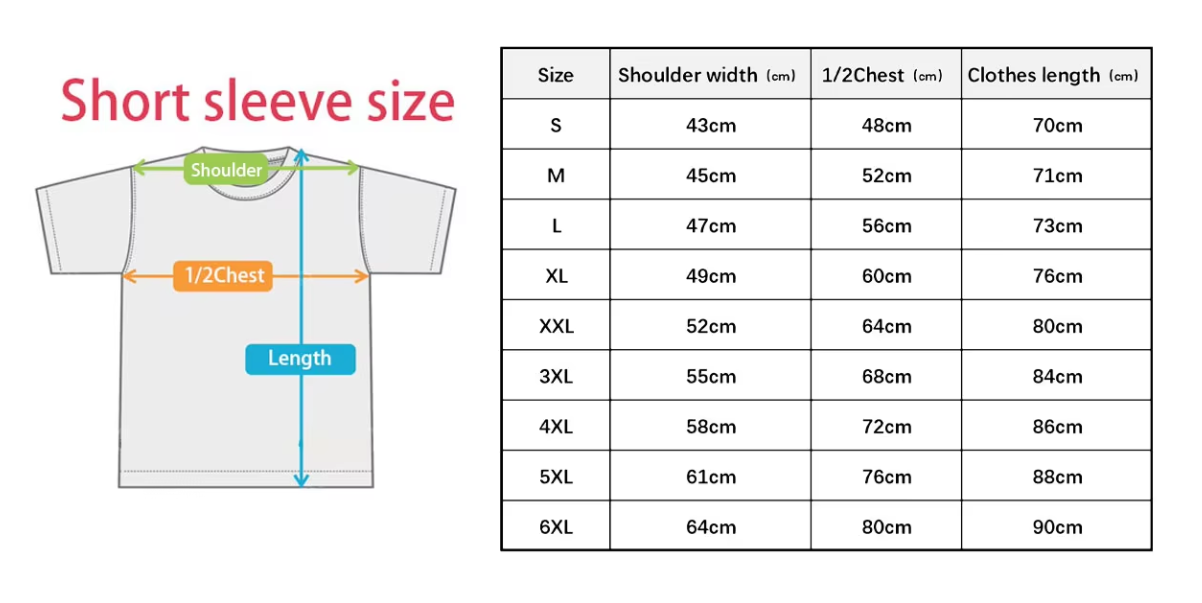 Short sleeve size
Shoulder
1/2Chest
Length
Size Shoulder width (cm) 1/2Chest (cm) Clothes length (cm)
S 43cm 48cm 70cm
M 45cm 52cm 71cm
L 47cm 56cm 73cm
XL 49cm 60cm 76cm
XXL 52cm 64cm 80cm
3XL 55cm 68cm 84cm
4XL 58cm 72cm 86cm
5XL 61cm 76cm 88cm
6XL 64cm 80cm 90cm